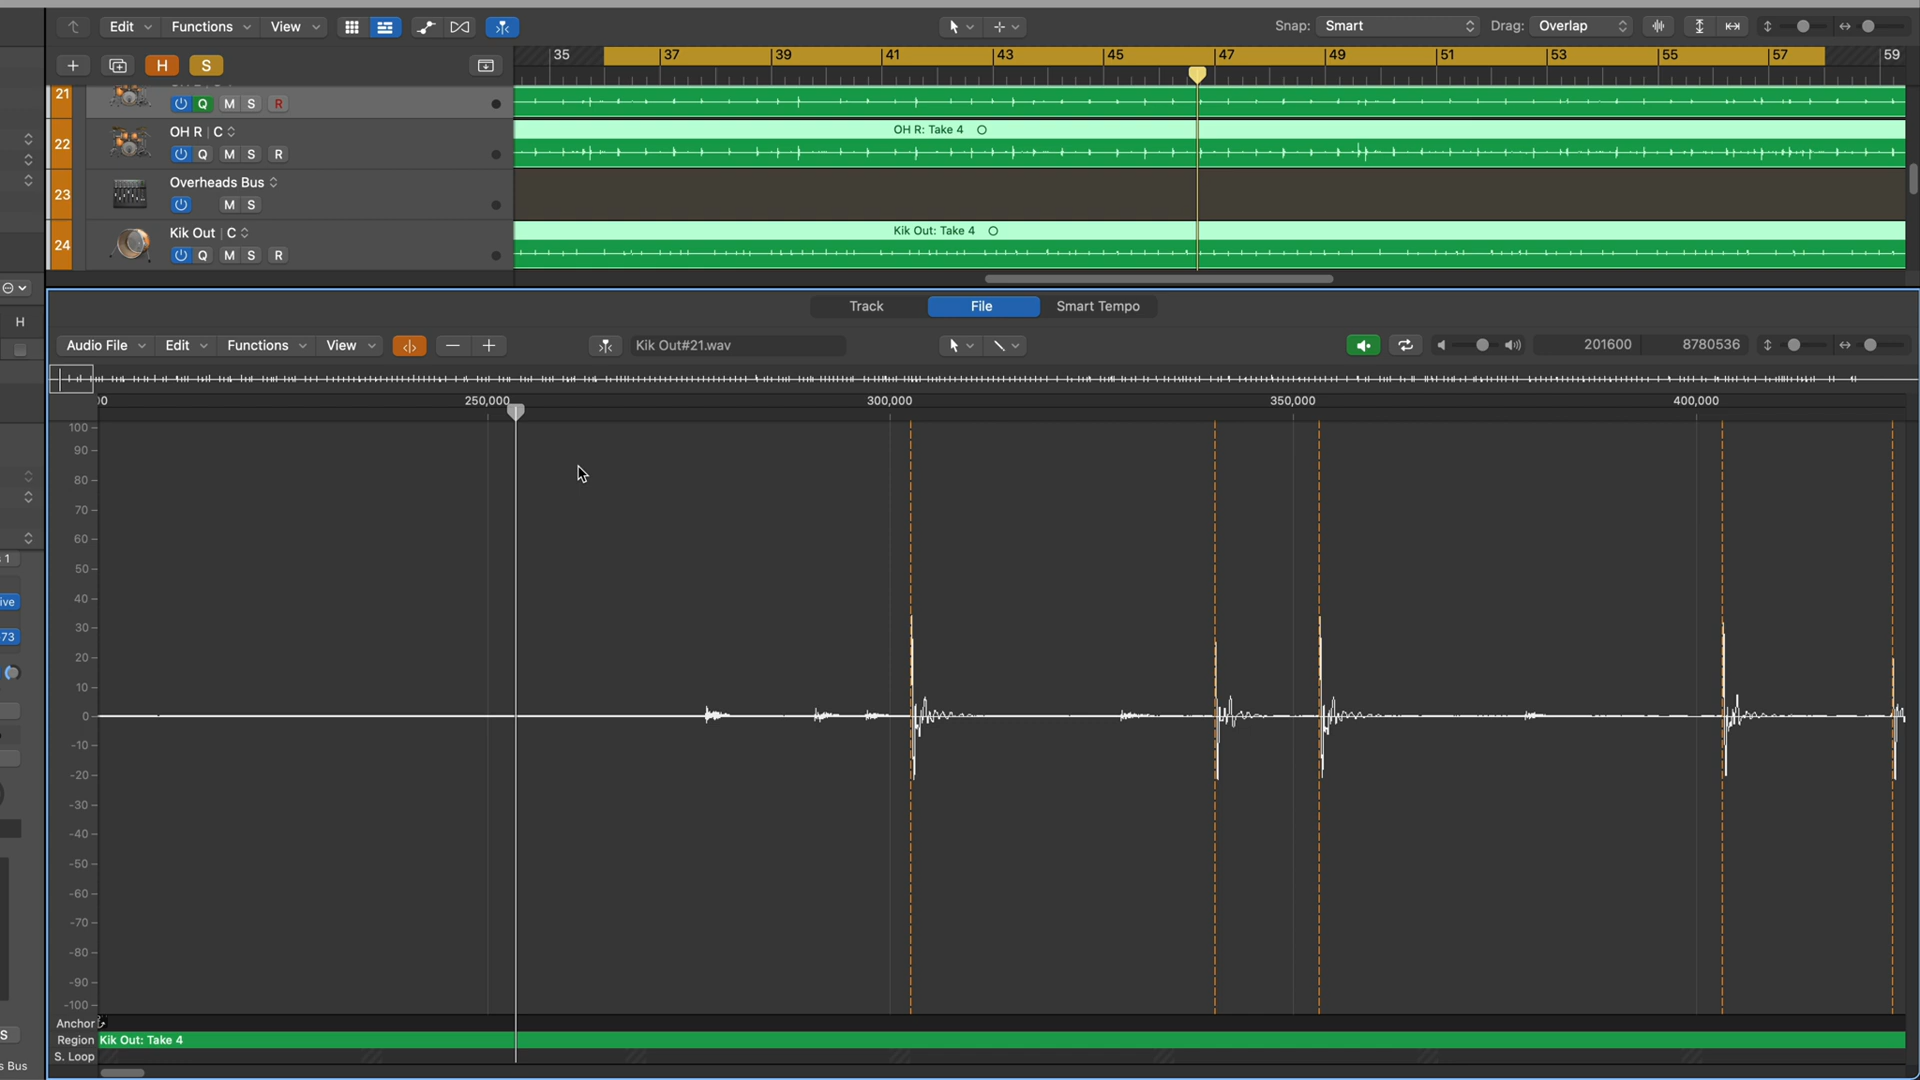 Edit Functions View Snap: Smart Drag: Overlap
H S 35 37 39 41 43 45 47 49 51 53 55 57 59
21 Q M S R
22 OH R | C Q M S R OH R: Take 4
23 Overheads Bus M S
24 Kik Out | C Q M S R Kik Out: Take 4
H
Track File Smart Tempo
Audio File Edit Functions View Kik Out#21.wav 201600 8780536
250,000 300,000 350,000 400,000
100
90
80
70
60
50
40
30
20
10
0
-10
-20
-30
-40
-50
-60
-70
-80
-90
-100
1
ive
73
S
s Bus
Anchor
Region Kik Out: Take 4
S. Loop